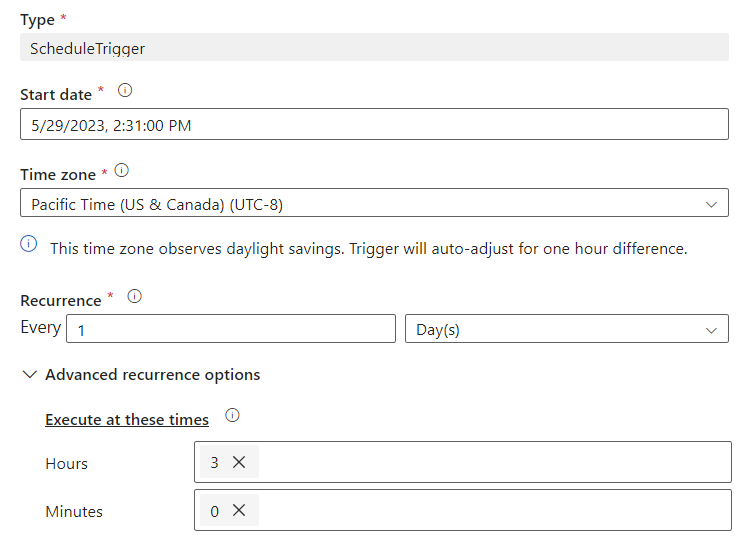 Type *
ScheduleTrigger
Start date *
5/29/2023, 2:31:00 PM
Time zone *
Pacific Time (US & Canada) (UTC-8)
This time zone observes daylight savings. Trigger will auto-adjust for one hour difference.
Recurrence *
Every 1 Day(s)
Advanced recurrence options
Execute at these times
Hours 3
Minutes 0